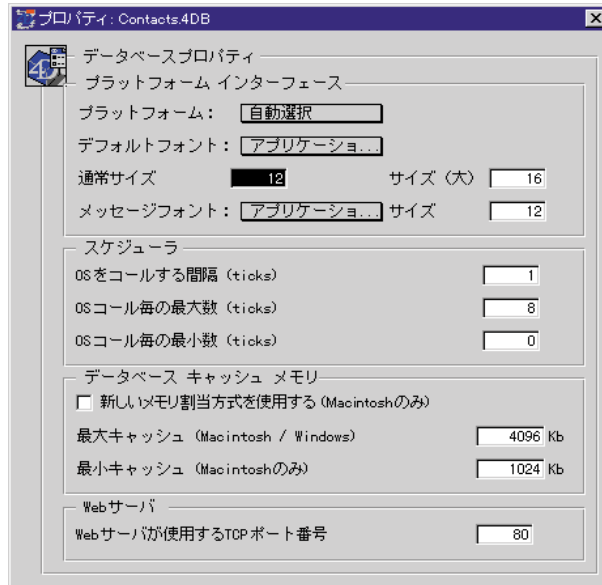 プロパティ: Contacts.4DB
データベースプロパティ
プラットフォーム インターフェース
プラットフォーム： 自動選択
デフォルトフォント： アプリケーショ...
通常サイズ 12 サイズ (大) 16
メッセージフォント： アプリケーショ... サイズ 12
スケジューラ
OSをコールする間隔 (ticks) 1
OSコール毎の最大数 (ticks) 8
OSコール毎の最小数 (ticks) 0
データベース キャッシュ メモリ
新しいメモリ割当方式を使用する (Macintoshのみ)
最大キャッシュ (Macintosh / Windows) 4096 Kb
最小キャッシュ (Macintoshのみ) 1024 Kb
Webサーバ
Webサーバが使用するTCPポート番号 80